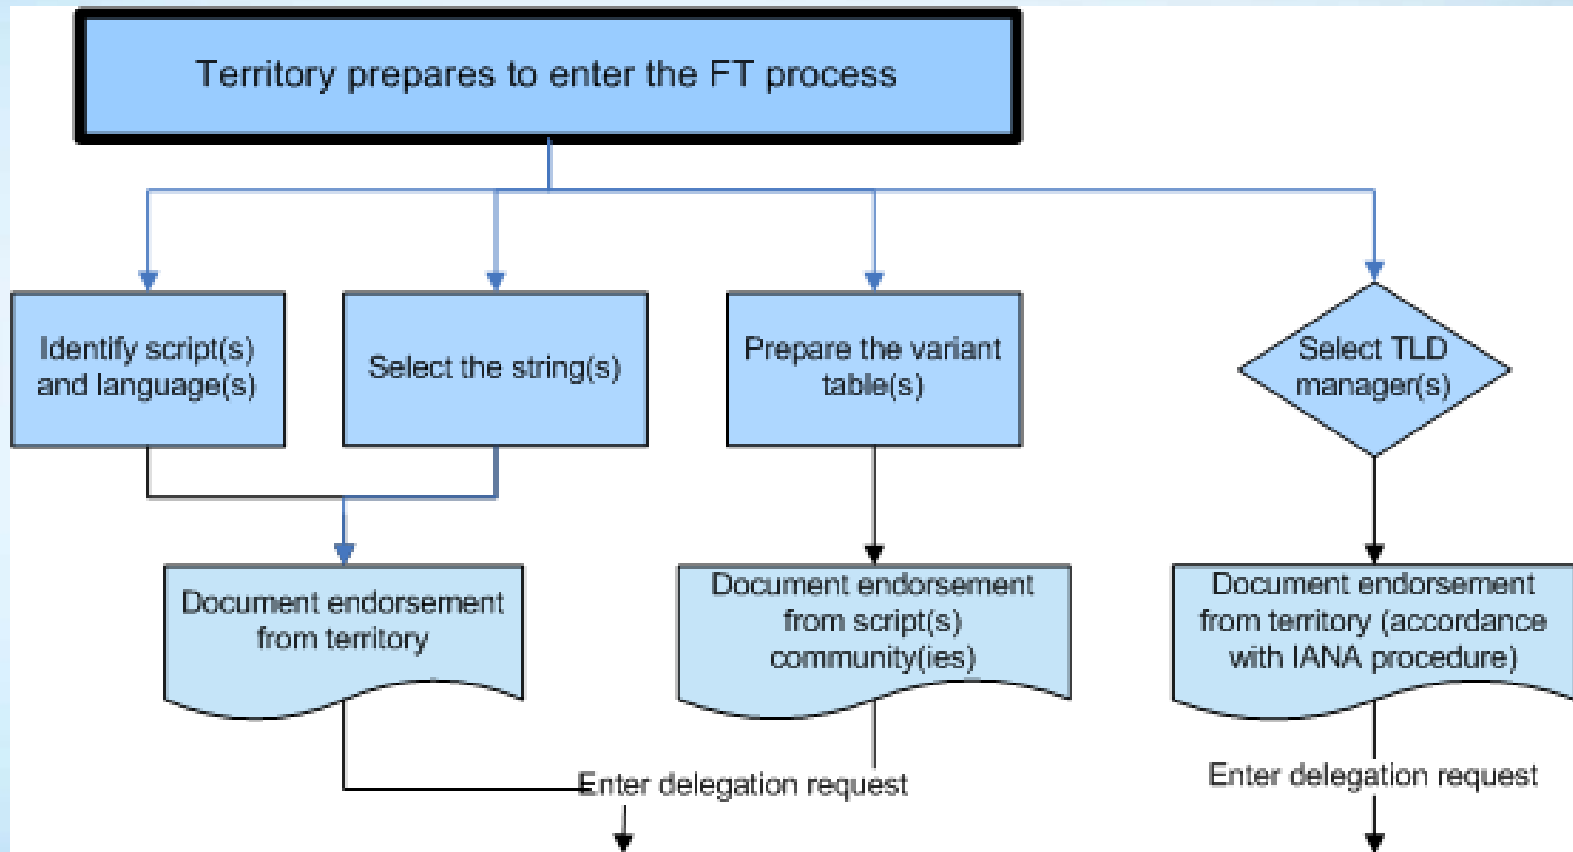 Territory prepares to enter the FT process
Identify script(s)
and language(s)
Select the string(s)
Prepare the variant
table(s)
Select TLD
manager(s)
Document endorsement
from territory
Document endorsement
from script(s)
community(ies)
Document endorsement
from territory (accordance
with IANA procedure)
Enter delegation request
Enter delegation request